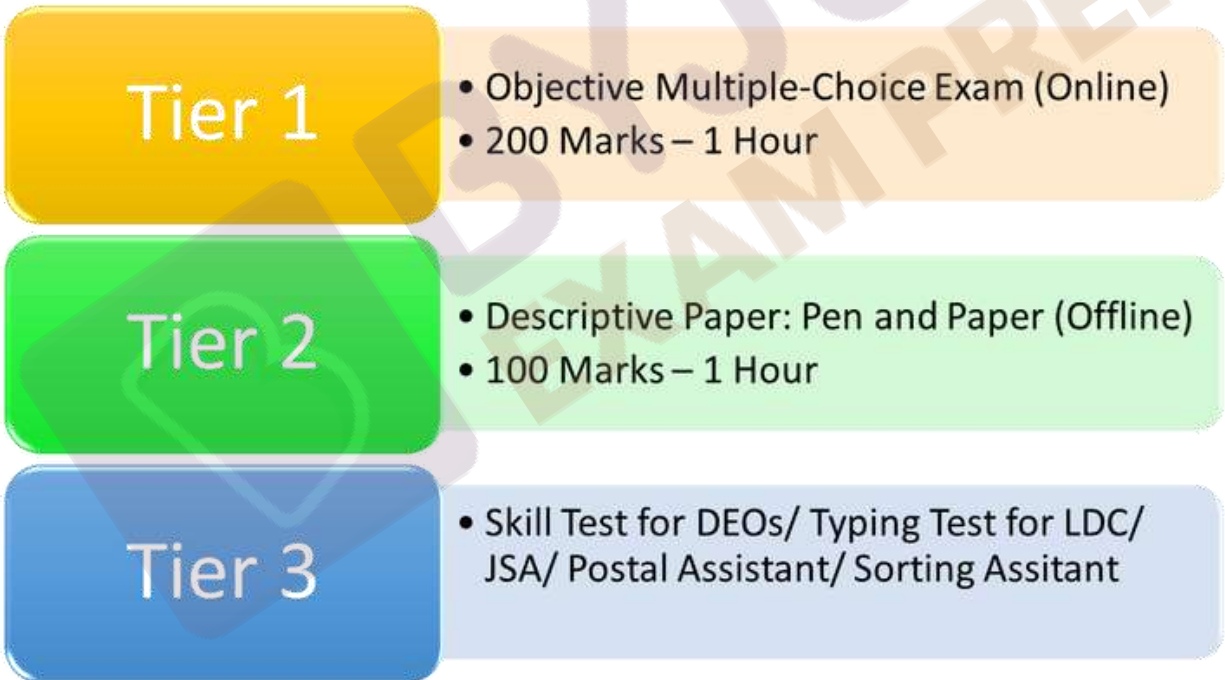 Tier 1
• Objective Multiple-Choice Exam (Online)
• 200 Marks – 1 Hour
Tier 2
• Descriptive Paper: Pen and Paper (Offline)
• 100 Marks – 1 Hour
Tier 3
• Skill Test for DEOs/ Typing Test for LDC/
JSA/ Postal Assistant/ Sorting Assitant
EXAM PRE